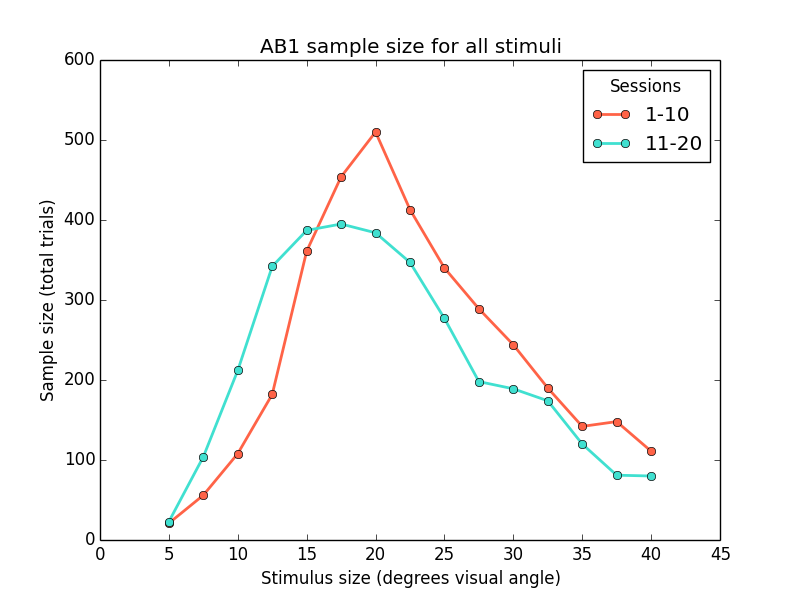 AB1 sample size for all stimuli
Sessions
1-10
11-20
Sample size (total trials)
600
500
400
300
200
100
0
0 5 10 15 20 25 30 35 40 45
Stimulus size (degrees visual angle)